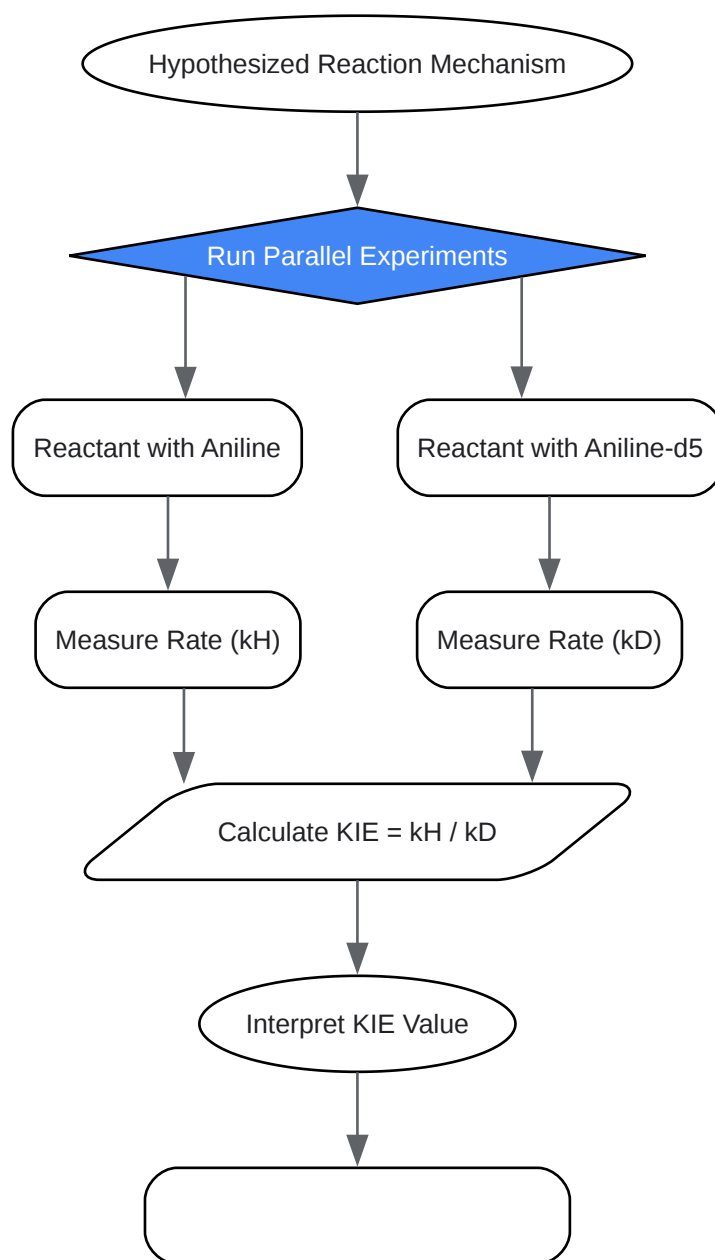 Hypothesized Reaction Mechanism
Run Parallel Experiments
Reactant with Aniline
Reactant with Aniline-d5
Measure Rate (kH)
Measure Rate (kD)
Calculate KIE = kH / kD
Interpret KIE Value